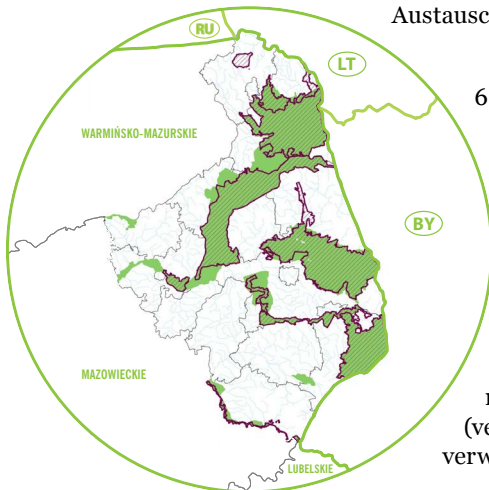 Austausc
RU
LT
6
WARMIŃSKO-MAZURSKIE
BY
MAZOWIECKIE
(ve
verw
LUBELSKIE